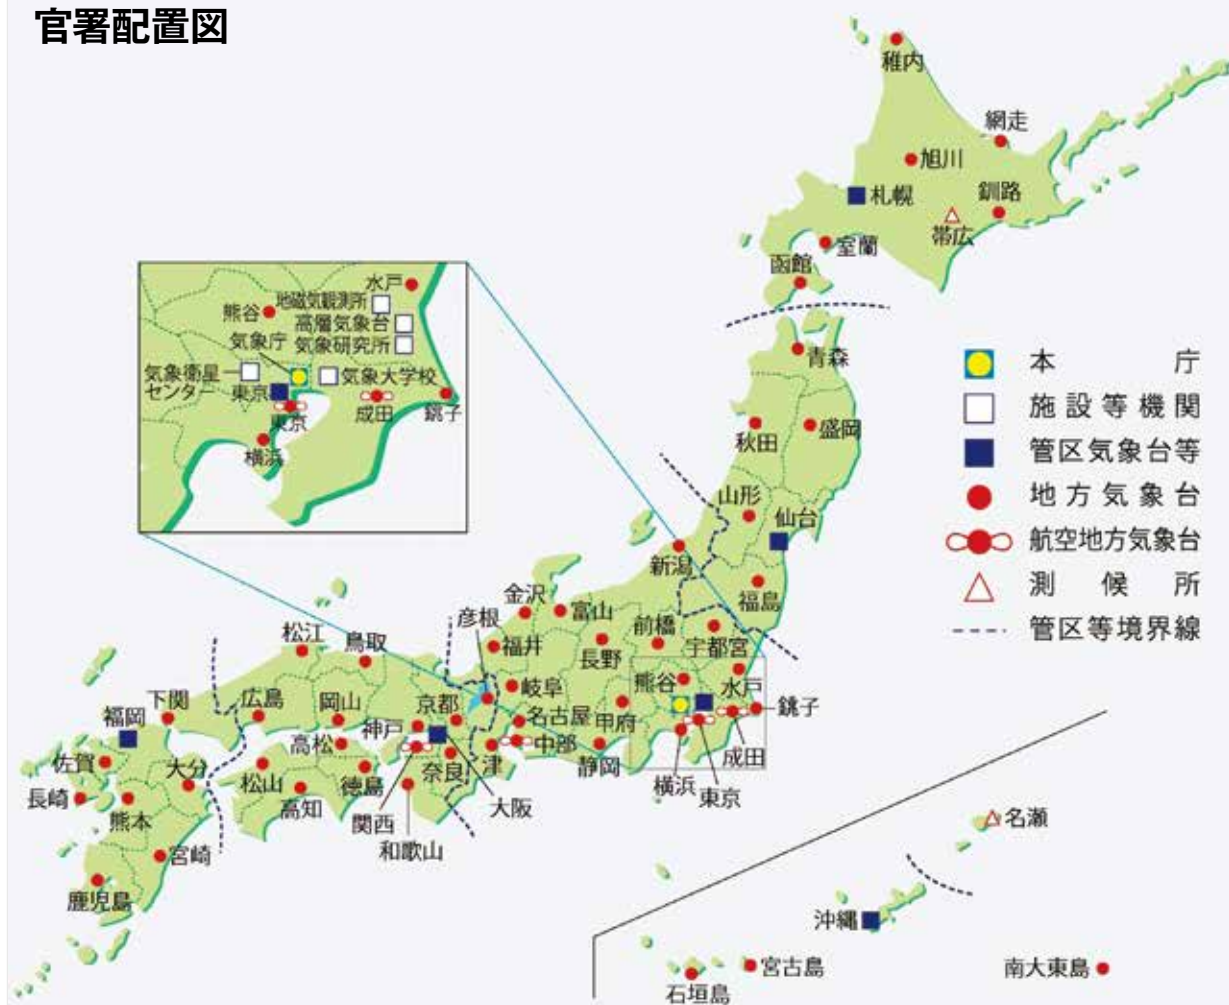 官署配置図
稚内
網走
旭川
札幌
釧路
帯広
室蘭
函館
水戸
地磁気観測所
熊谷
高層気象台
気象庁
気象研究所
気象衛星
センター
東京
気象大学校
東京
成田
銚子
横浜
青森
秋田
盛岡
山形
仙台
新潟
福島
本庁
施設等機関
管区気象台等
地方気象台
航空地方気象台
測候所
管区等境界線
金沢
富山
彦根
福井
長野
前橋
宇都宮
松江
鳥取
岐阜
熊谷
水戸
銚子
下関
広島
岡山
京都
名古屋
甲府
福岡
神戸
高松
中部
成田
佐賀
大分
松山
徳島
奈良
津
静岡
横浜
東京
長崎
熊本
高知
関西
大阪
和歌山
宮崎
鹿児島
名瀬
沖縄
宮古島
石垣島
南大東島